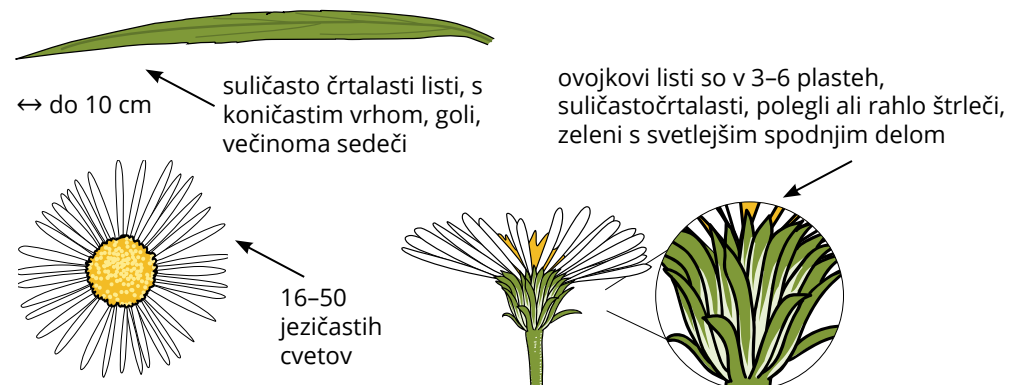 suličasto črtalasti listi, s
koničastim vrhom, goli,
večinoma sedeči
↔ do 10 cm
ovojkovi listi so v 3–6 plasteh,
suličastočrtalasti, polegli ali rahlo štrleči,
zeleni s svetlejšim spodnjim delom
16–50
jezičastih
cvetov